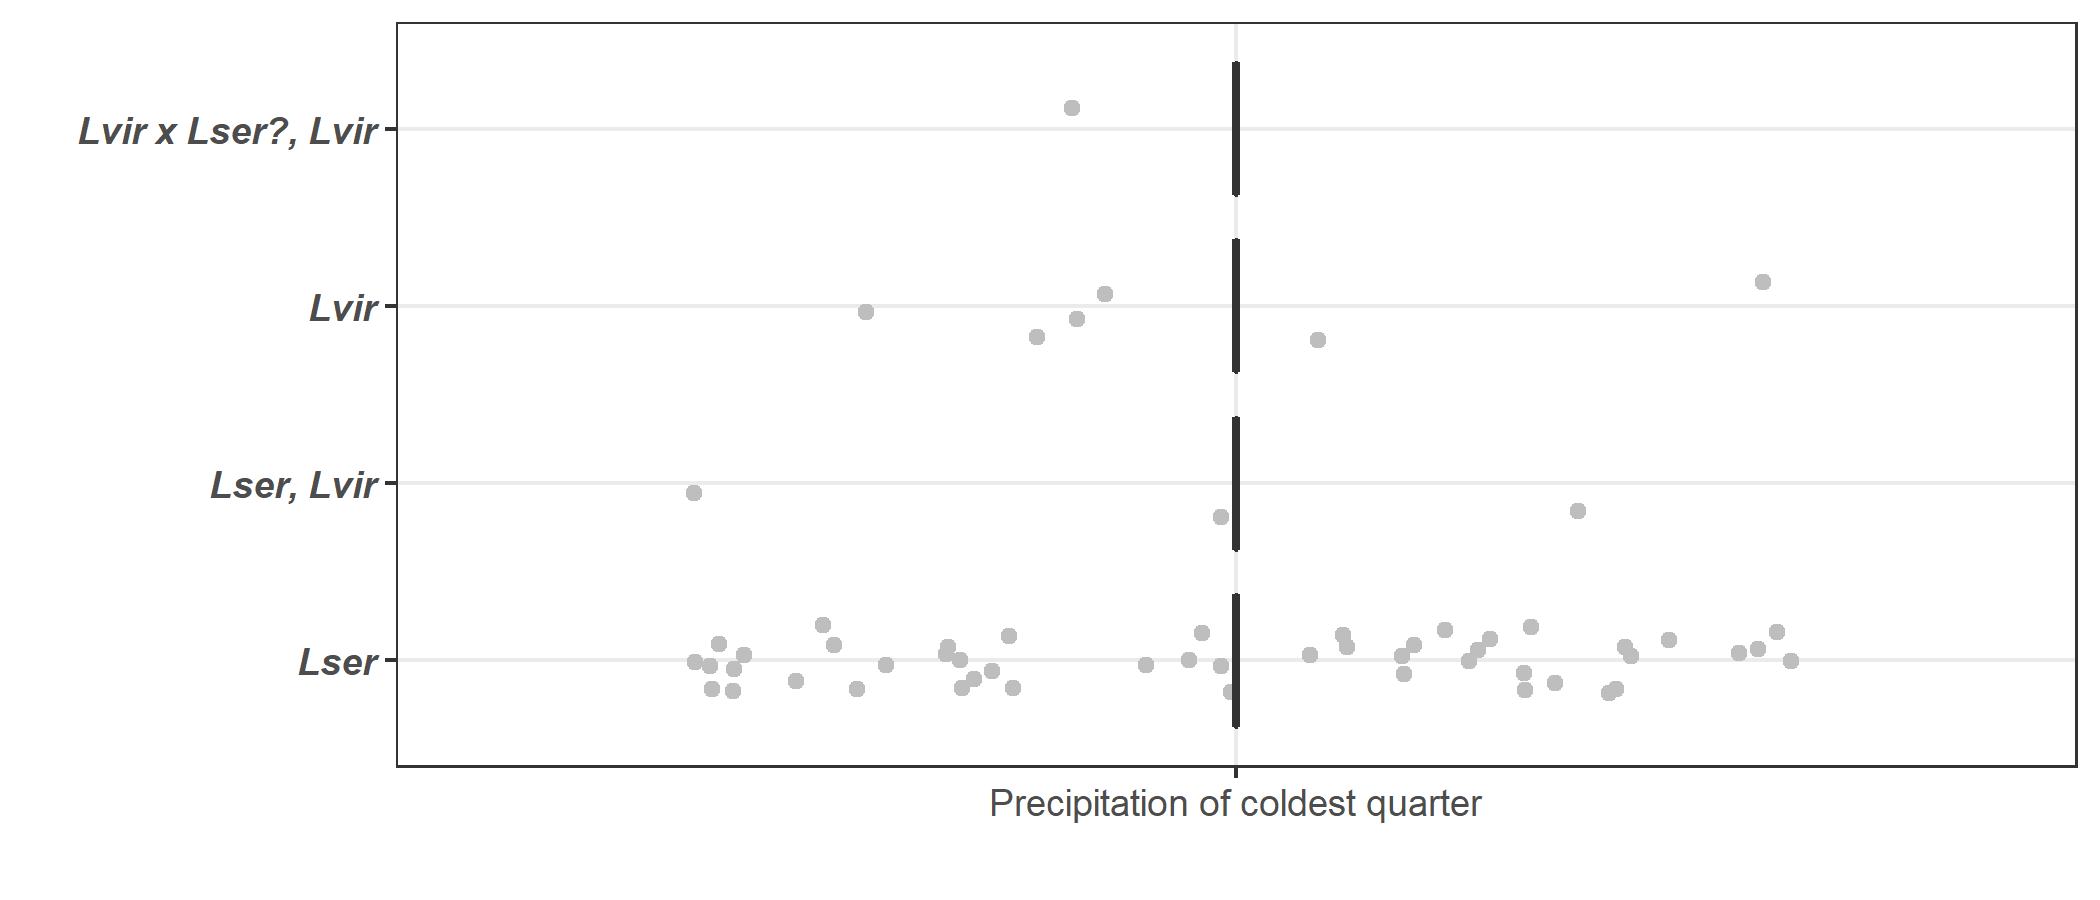 Lvir x Lser?, Lvir
Lvir
Lser, Lvir
Lser
Precipitation of coldest quarter